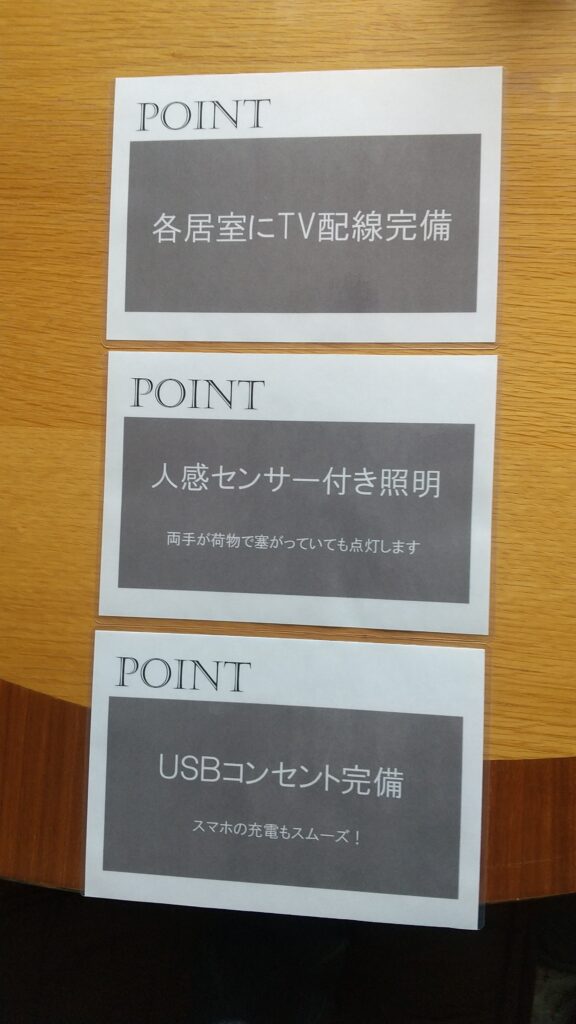 POINT
各居室にTV配線完備
POINT
人感センサー付き照明
両手が荷物で塞がっていても点灯します
POINT
USBコンセント完備
スマホの充電もスムーズ！